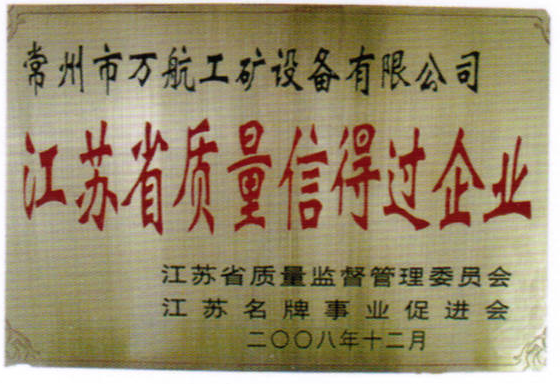 常州市万航工矿设备有限公司
江苏省质量信得过企业
江苏省质量监督管理委员会
江苏名牌事业促进会
二〇〇八年十二月